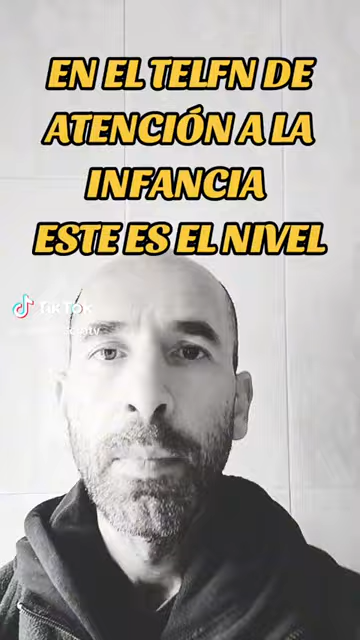 EN EL TELFN DE
ATENCIÓN A LA
INFANCIA
ESTE ES EL NIVEL
TikTok